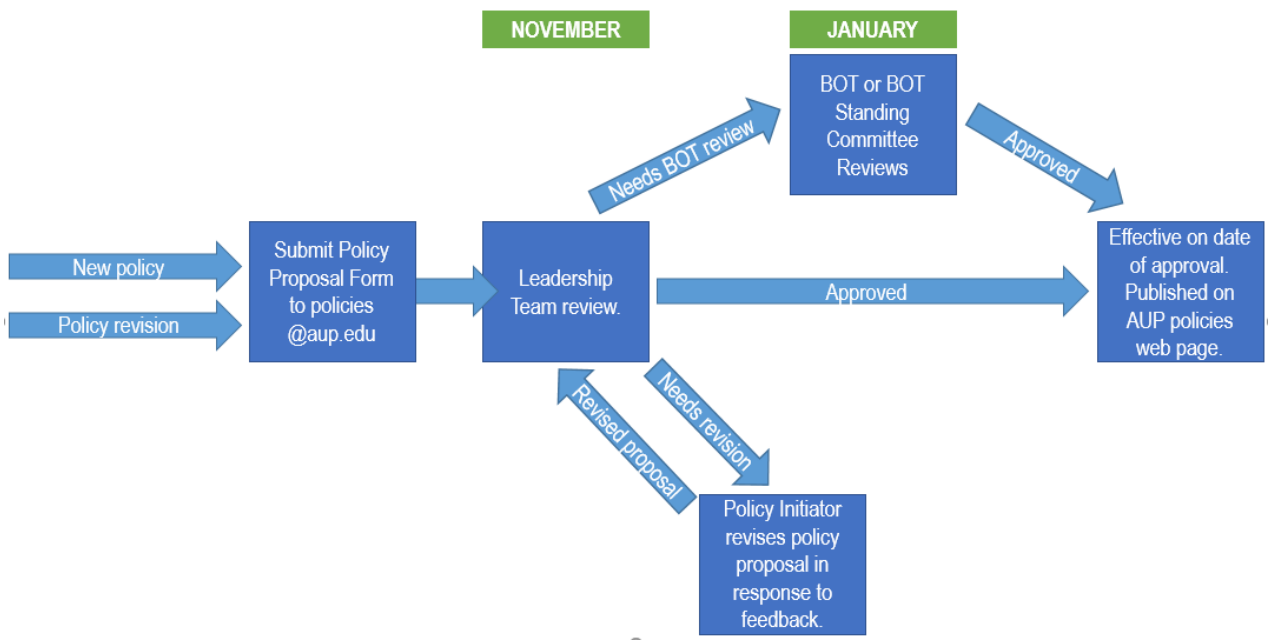 NOVEMBER
JANUARY
BOT or BOT
Standing
Committee
Reviews
Needs BOT review
Approved
New policy
Policy revision
Submit Policy
Proposal Form
to policies
@aup.edu
Leadership
Team review.
Approved
Effective on date
of approval.
Published on
AUP policies
web page.
Revised proposal
Needs revision
Policy Initiator
revises policy
proposal in
response to
feedback.